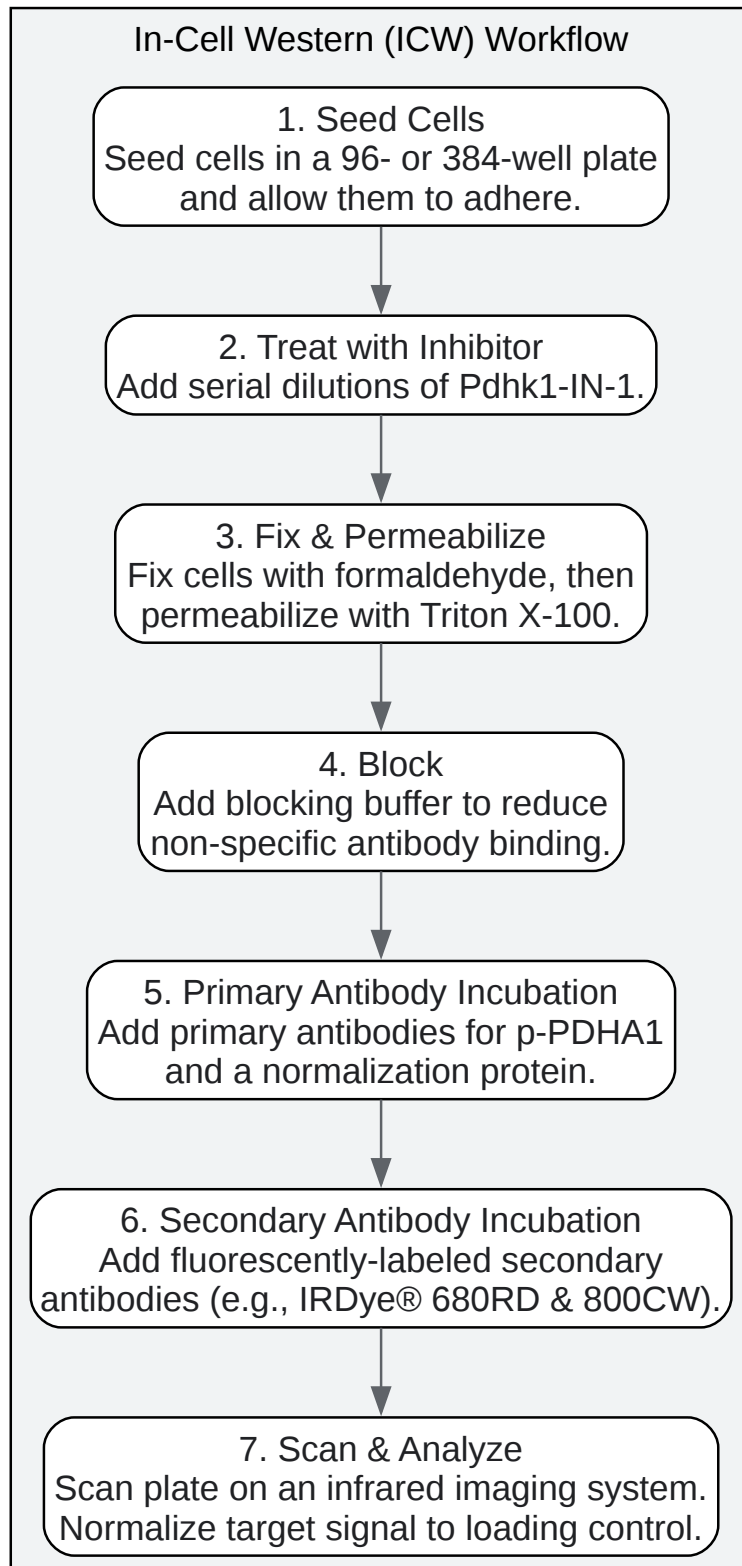 In-Cell Western (ICW) Workflow
1. Seed Cells
Seed cells in a 96- or 384-well plate
and allow them to adhere.
2. Treat with Inhibitor
Add serial dilutions of Pdhk1-IN-1.
3. Fix & Permeabilize
Fix cells with formaldehyde, then
permeabilize with Triton X-100.
4. Block
Add blocking buffer to reduce
non-specific antibody binding.
5. Primary Antibody Incubation
Add primary antibodies for p-PDHA1
and a normalization protein.
6. Secondary Antibody Incubation
Add fluorescently-labeled secondary
antibodies (e.g., IRDye® 680RD & 800CW).
7. Scan & Analyze
Scan plate on an infrared imaging system.
Normalize target signal to loading control.